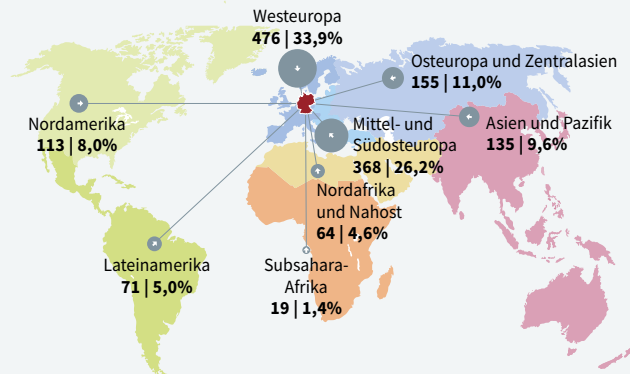 Westeuropa
476 | 33,9%
Osteuropa und Zentralasien
155 | 11,0%
Nordamerika
113 | 8,0%
Mittel- und
Südosteuropa
368 | 26,2%
Asien und Pazifik
135 | 9,6%
Nordafrika
und Nahost
64 | 4,6%
Lateinamerika
71 | 5,0%
Subsahara-
Afrika
19 | 1,4%